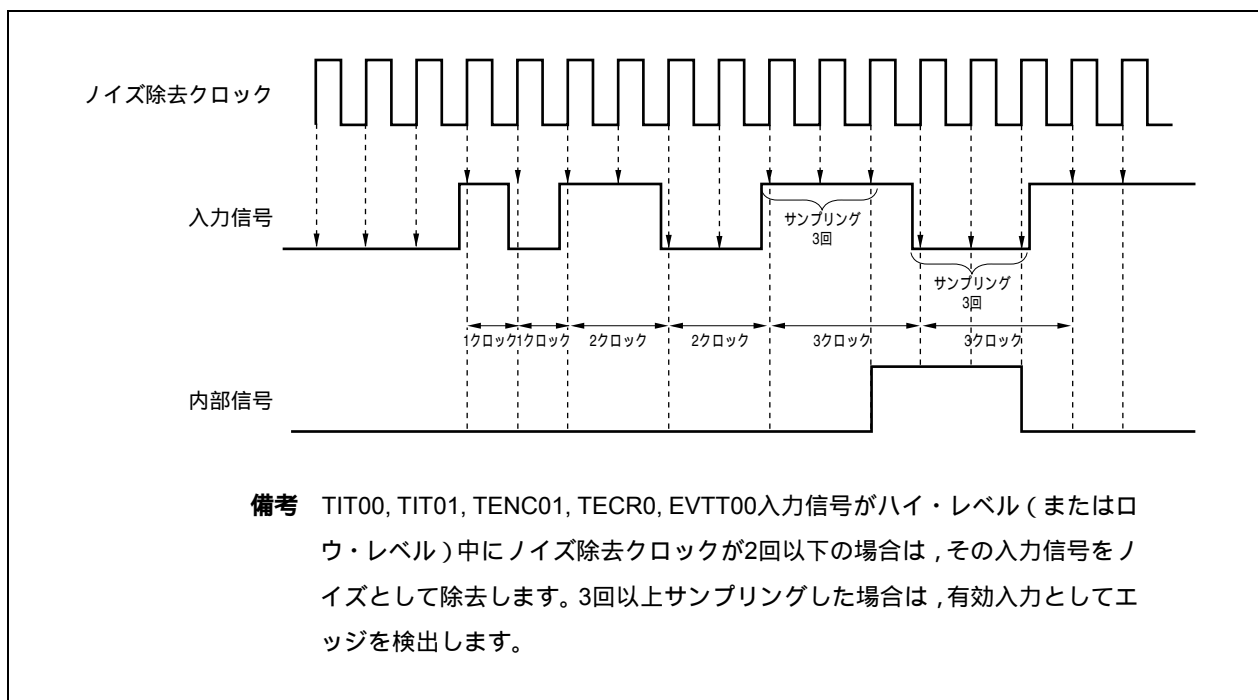 ノイズ除去クロック
入力信号
サンプリング
3回
サンプリング
3回
1クロック 1クロック 2クロック 2クロック 3クロック 3クロック
内部信号
備考 TIT00, TIT01, TENC01, TECR0, EVTT00入力信号がハイ・レベル（またはロ
ウ・レベル）中にノイズ除去クロックが2回以下の場合は，その入力信号をノ
イズとして除去します。3回以上サンプリングした場合は，有効入力としてエ
ッジを検出します。